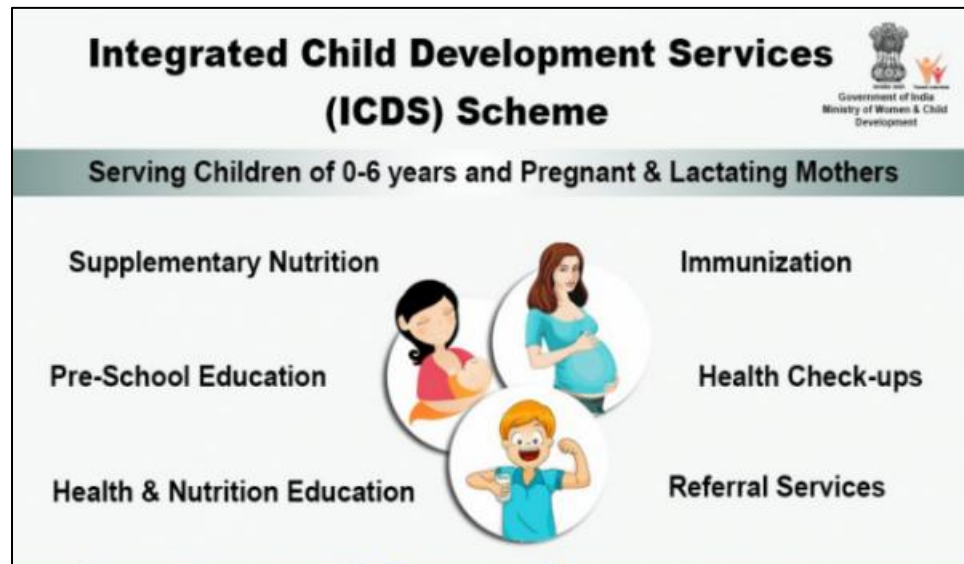 Integrated Child Development Services
(ICDS) Scheme
Government of India
Ministry of Women & Child
Development
Serving Children of 0-6 years and Pregnant & Lactating Mothers
Supplementary Nutrition
Immunization
Pre-School Education
Health Check-ups
Health & Nutrition Education
Referral Services